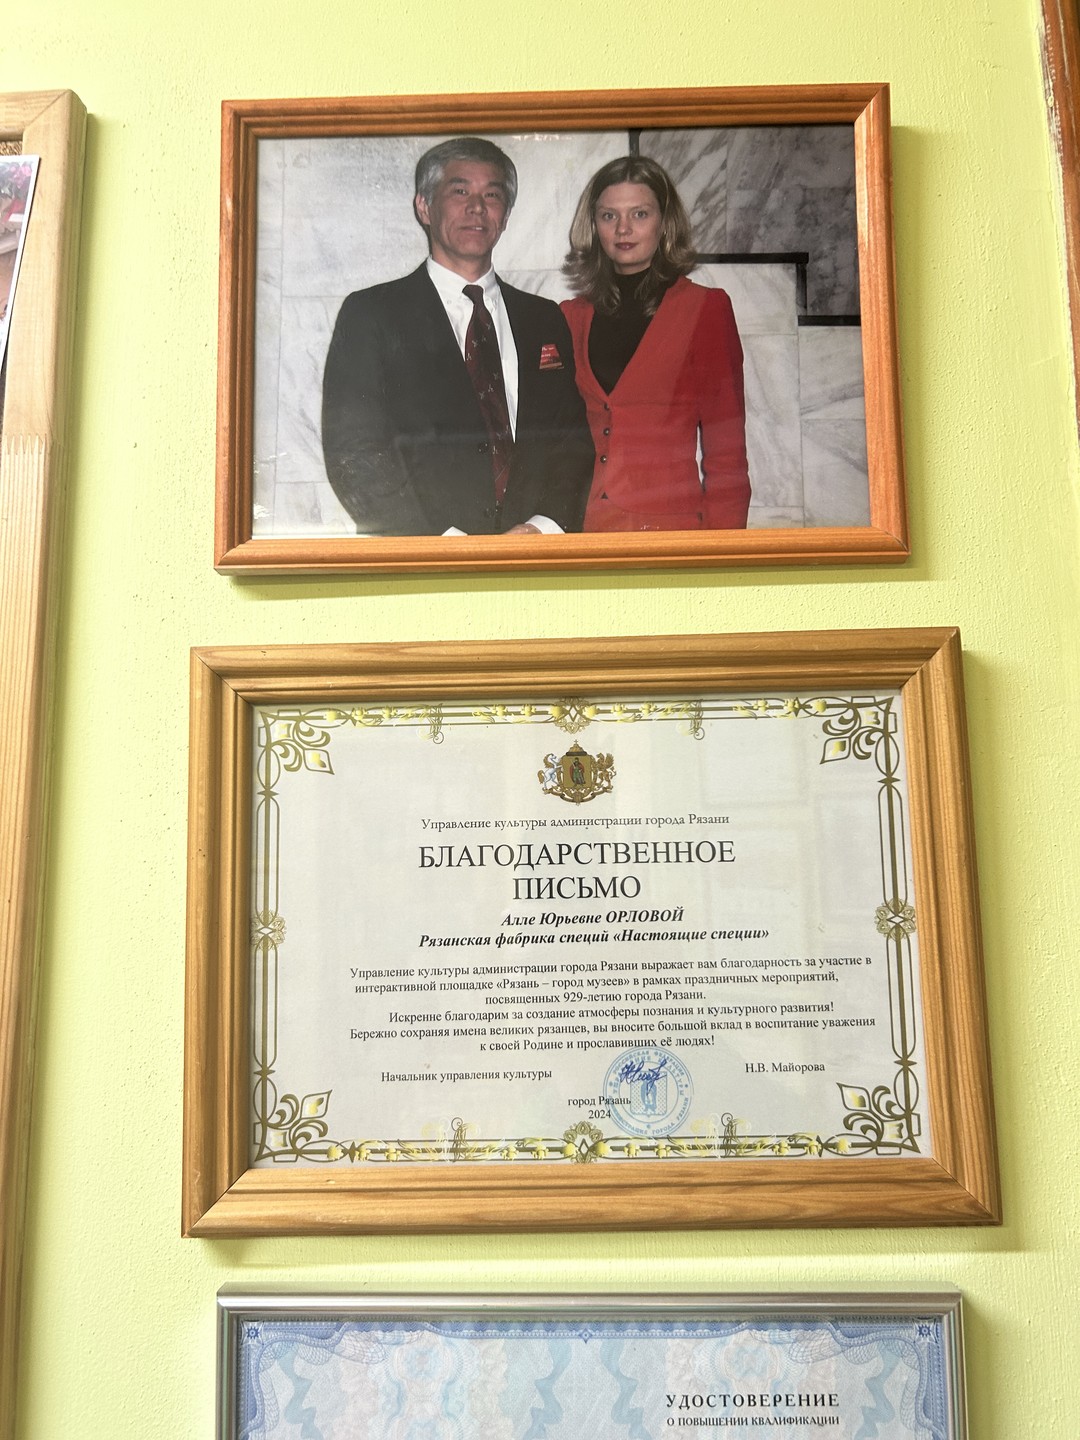 Управление культуры администрации города Рязани
БЛАГОДАРСТВЕННОЕ
ПИСЬМО
Алле Юрьевне ОРЛОВОЙ
Рязанская фабрика специй «Настоящие специи»
Управление культуры администрации города Рязани выражает вам благодарность за участие в
интерактивной площадке «Рязань – город музеев» в рамках праздничных мероприятий,
посвященных 929-летию города Рязани.
Искренне благодарим за создание атмосферы познания и культурного развития!
Бережно сохраняя имена великих рязанцев, вы вносите большой вклад в воспитание уважения
к своей Родине и прославивших её людях!
Начальник управления культуры
Н.В. Майорова
город Рязань
2024
УДОСТОВЕРЕНИЕ
О ПОВЫШЕНИИ КВАЛИФИКАЦИИ